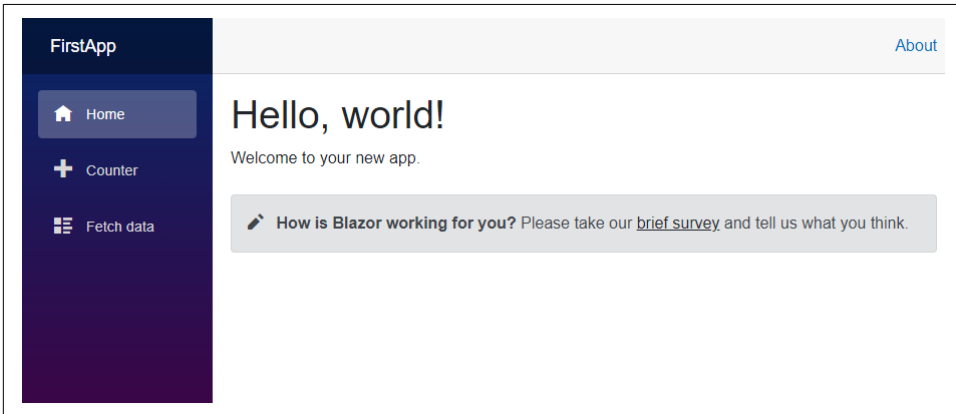 FirstApp
About
Home
Counter
Fetch data
Hello, world!
Welcome to your new app.
How is Blazor working for you? Please take our brief survey and tell us what you think.